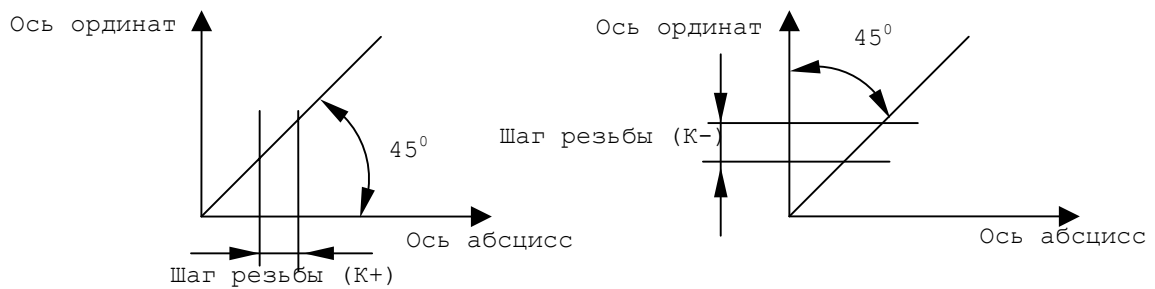 Ось ординат
45⁰
Ось абсцисс
Шаг резьбы (К+)
Ось ординат
45⁰
Шаг резьбы (К-)
Ось абсцисс